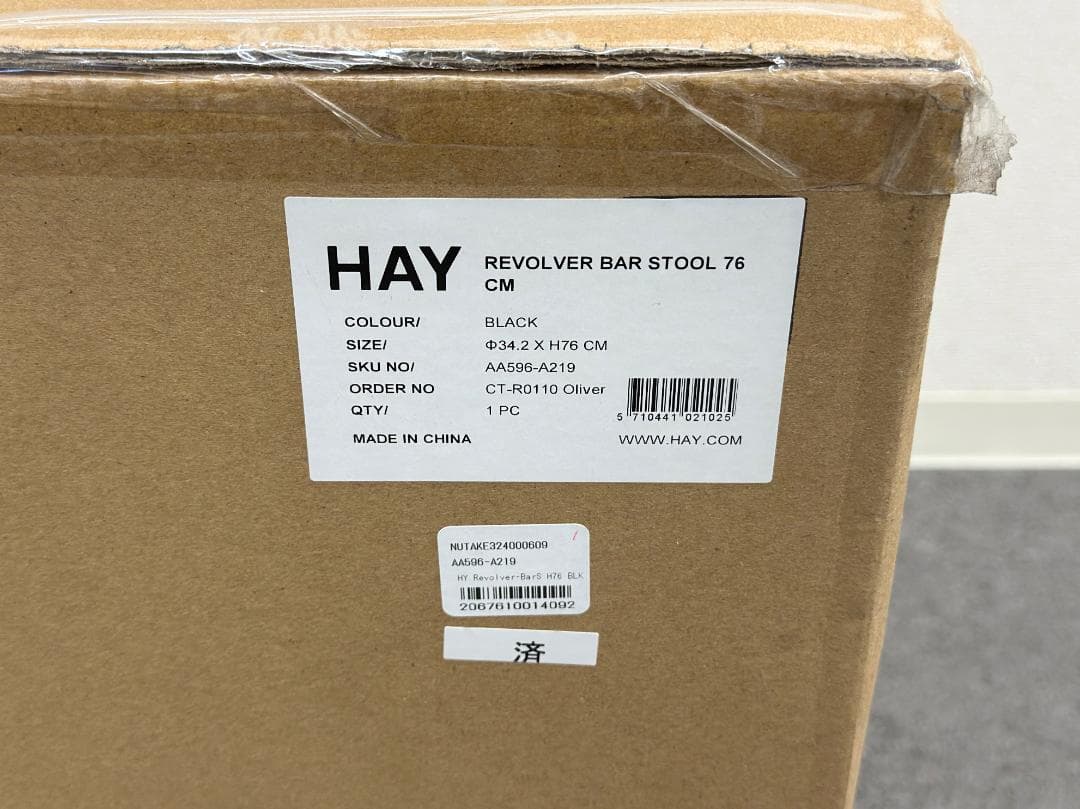 HAY
REVOLVER BAR STOOL 76
CM
COLOUR/ BLACK
SIZE/ Φ34.2 X H76 CM
SKU NO/ AA596-A219
ORDER NO CT-R0110 Oliver
QTY/ 1 PC
5 710441 021025
MADE IN CHINA WWW.HAY.COM
NUTAKE324000609
AA596-A219
HY Revolver-BarS H76 BLK
2067610014092
済